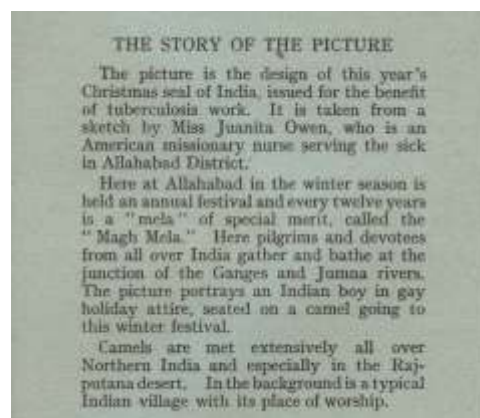 THE STORY OF THE PICTURE
The picture is the design of this year's
Christmas seal of India, issued for the benefit
of tuberculosis work. It is taken from a
sketch by Miss Juanita Owen, who is an
American missionary nurse serving the sick
in Allahabad District.
Here at Allahabad in the winter season is
held an annual festival and every twelve years
is a "mela" of special merit, called the
"Magh Mela." Here pilgrims and devotees
from all over India gather and bathe at the
junction of the Ganges and Jumna rivers.
The picture portrays an Indian boy in gay
holiday attire, seated on a camel going to
this winter festival.
Camels are met extensively all over
Northern India and especially in the Raj-
putana desert. In the background is a typical
Indian village with its place of worship.